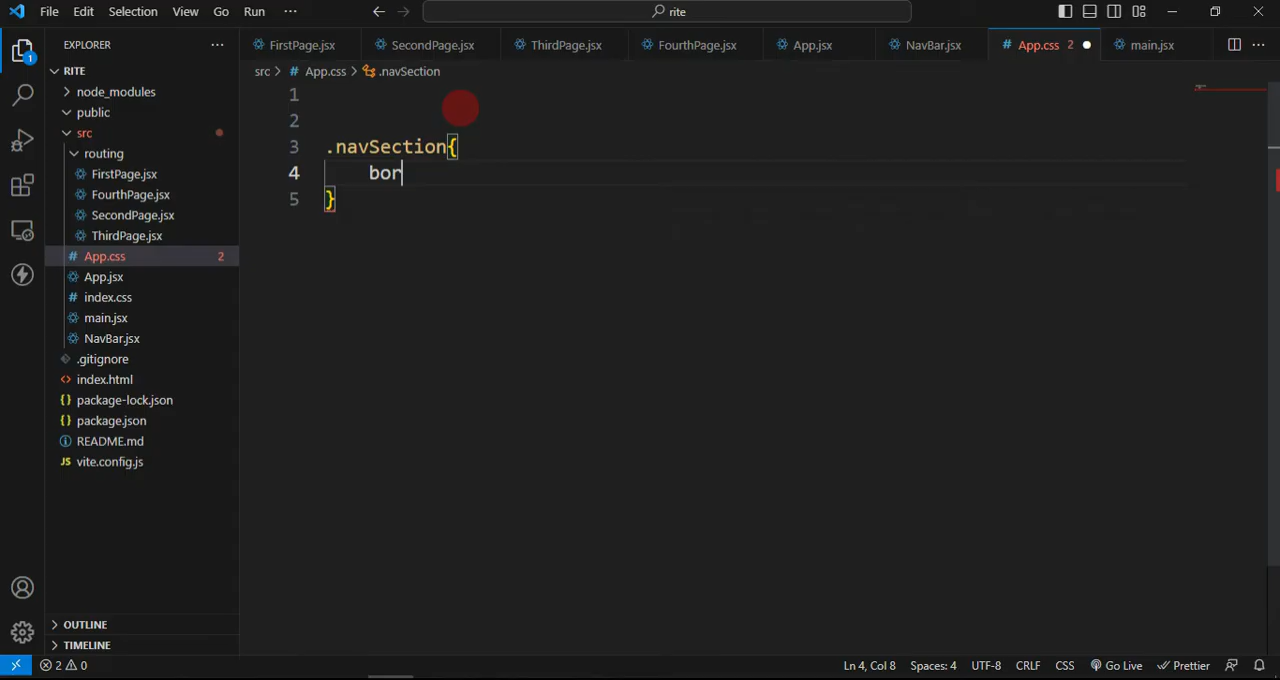 File Edit Selection View Go Run ··· rite
EXPLORER ···
FirstPage.jsx SecondPage.jsx ThirdPage.jsx FourthPage.jsx App.jsx NavBar.jsx App.css 2 main.jsx ···
RITE
src > App.css > .navSection
node_modules
public
src
routing
FirstPage.jsx
FourthPage.jsx
SecondPage.jsx
ThirdPage.jsx
App.css 2
App.jsx
index.css
main.jsx
NavBar.jsx
.gitignore
index.html
package-lock.json
package.json
README.md
JS vite.config.js
1
2
3 .navSection{
4 bor
5 }
1
OUTLINE
TIMELINE
2 0 Ln 4, Col 8 Spaces: 4 UTF-8 CRLF CSS Go Live Prettier